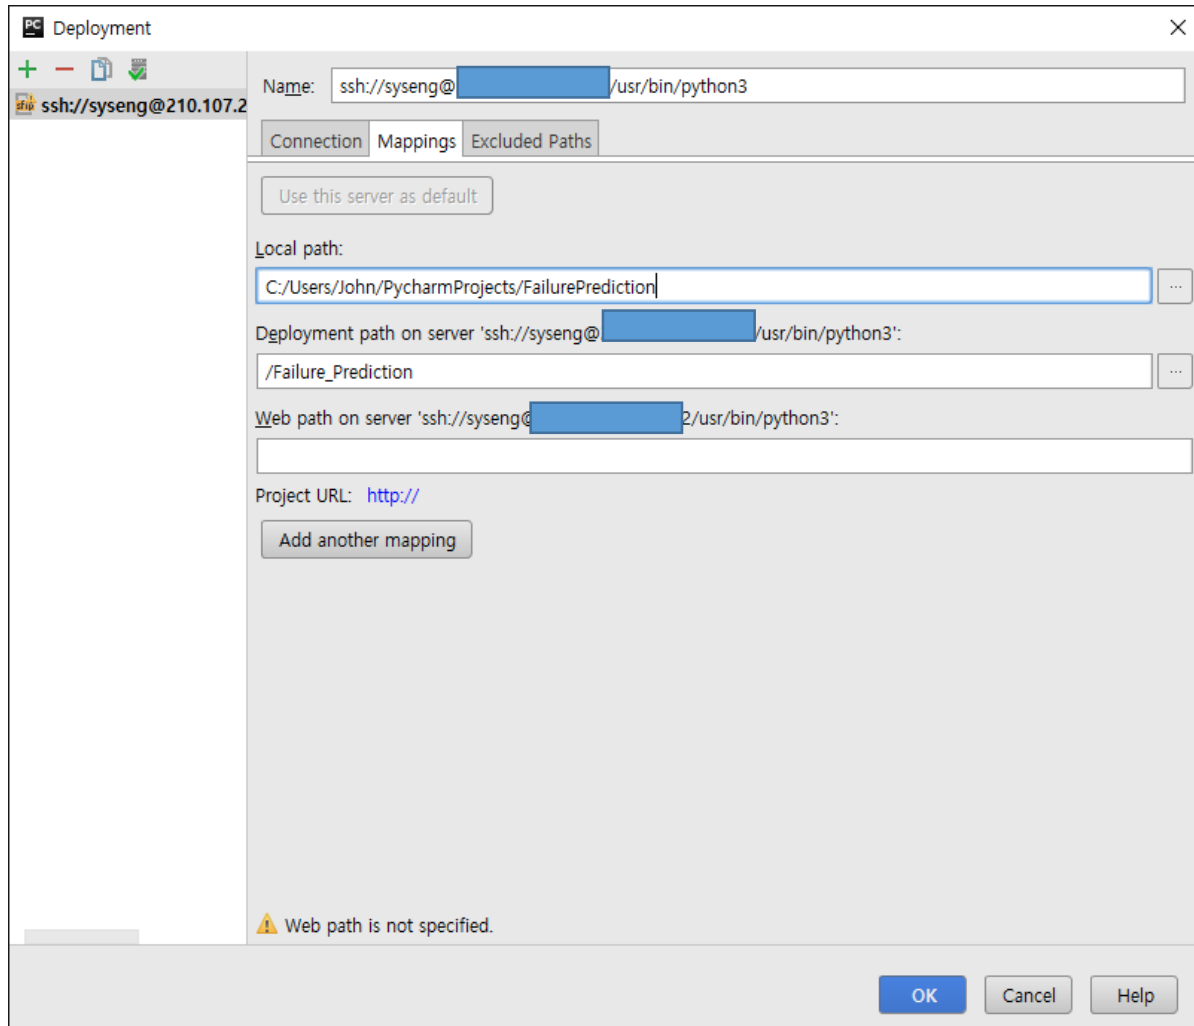 PC Deployment
sftp ssh://syseng@210.107.2
Name: ssh://syseng@ /usr/bin/python3
Connection Mappings Excluded Paths
Use this server as default
Local path:
C:/Users/John/PycharmProjects/FailurePrediction
...
Deployment path on server 'ssh://syseng@ /usr/bin/python3':
/Failure_Prediction
...
Web path on server 'ssh://syseng@ 2/usr/bin/python3':
Project URL: http://
Add another mapping
Web path is not specified.
OK Cancel Help